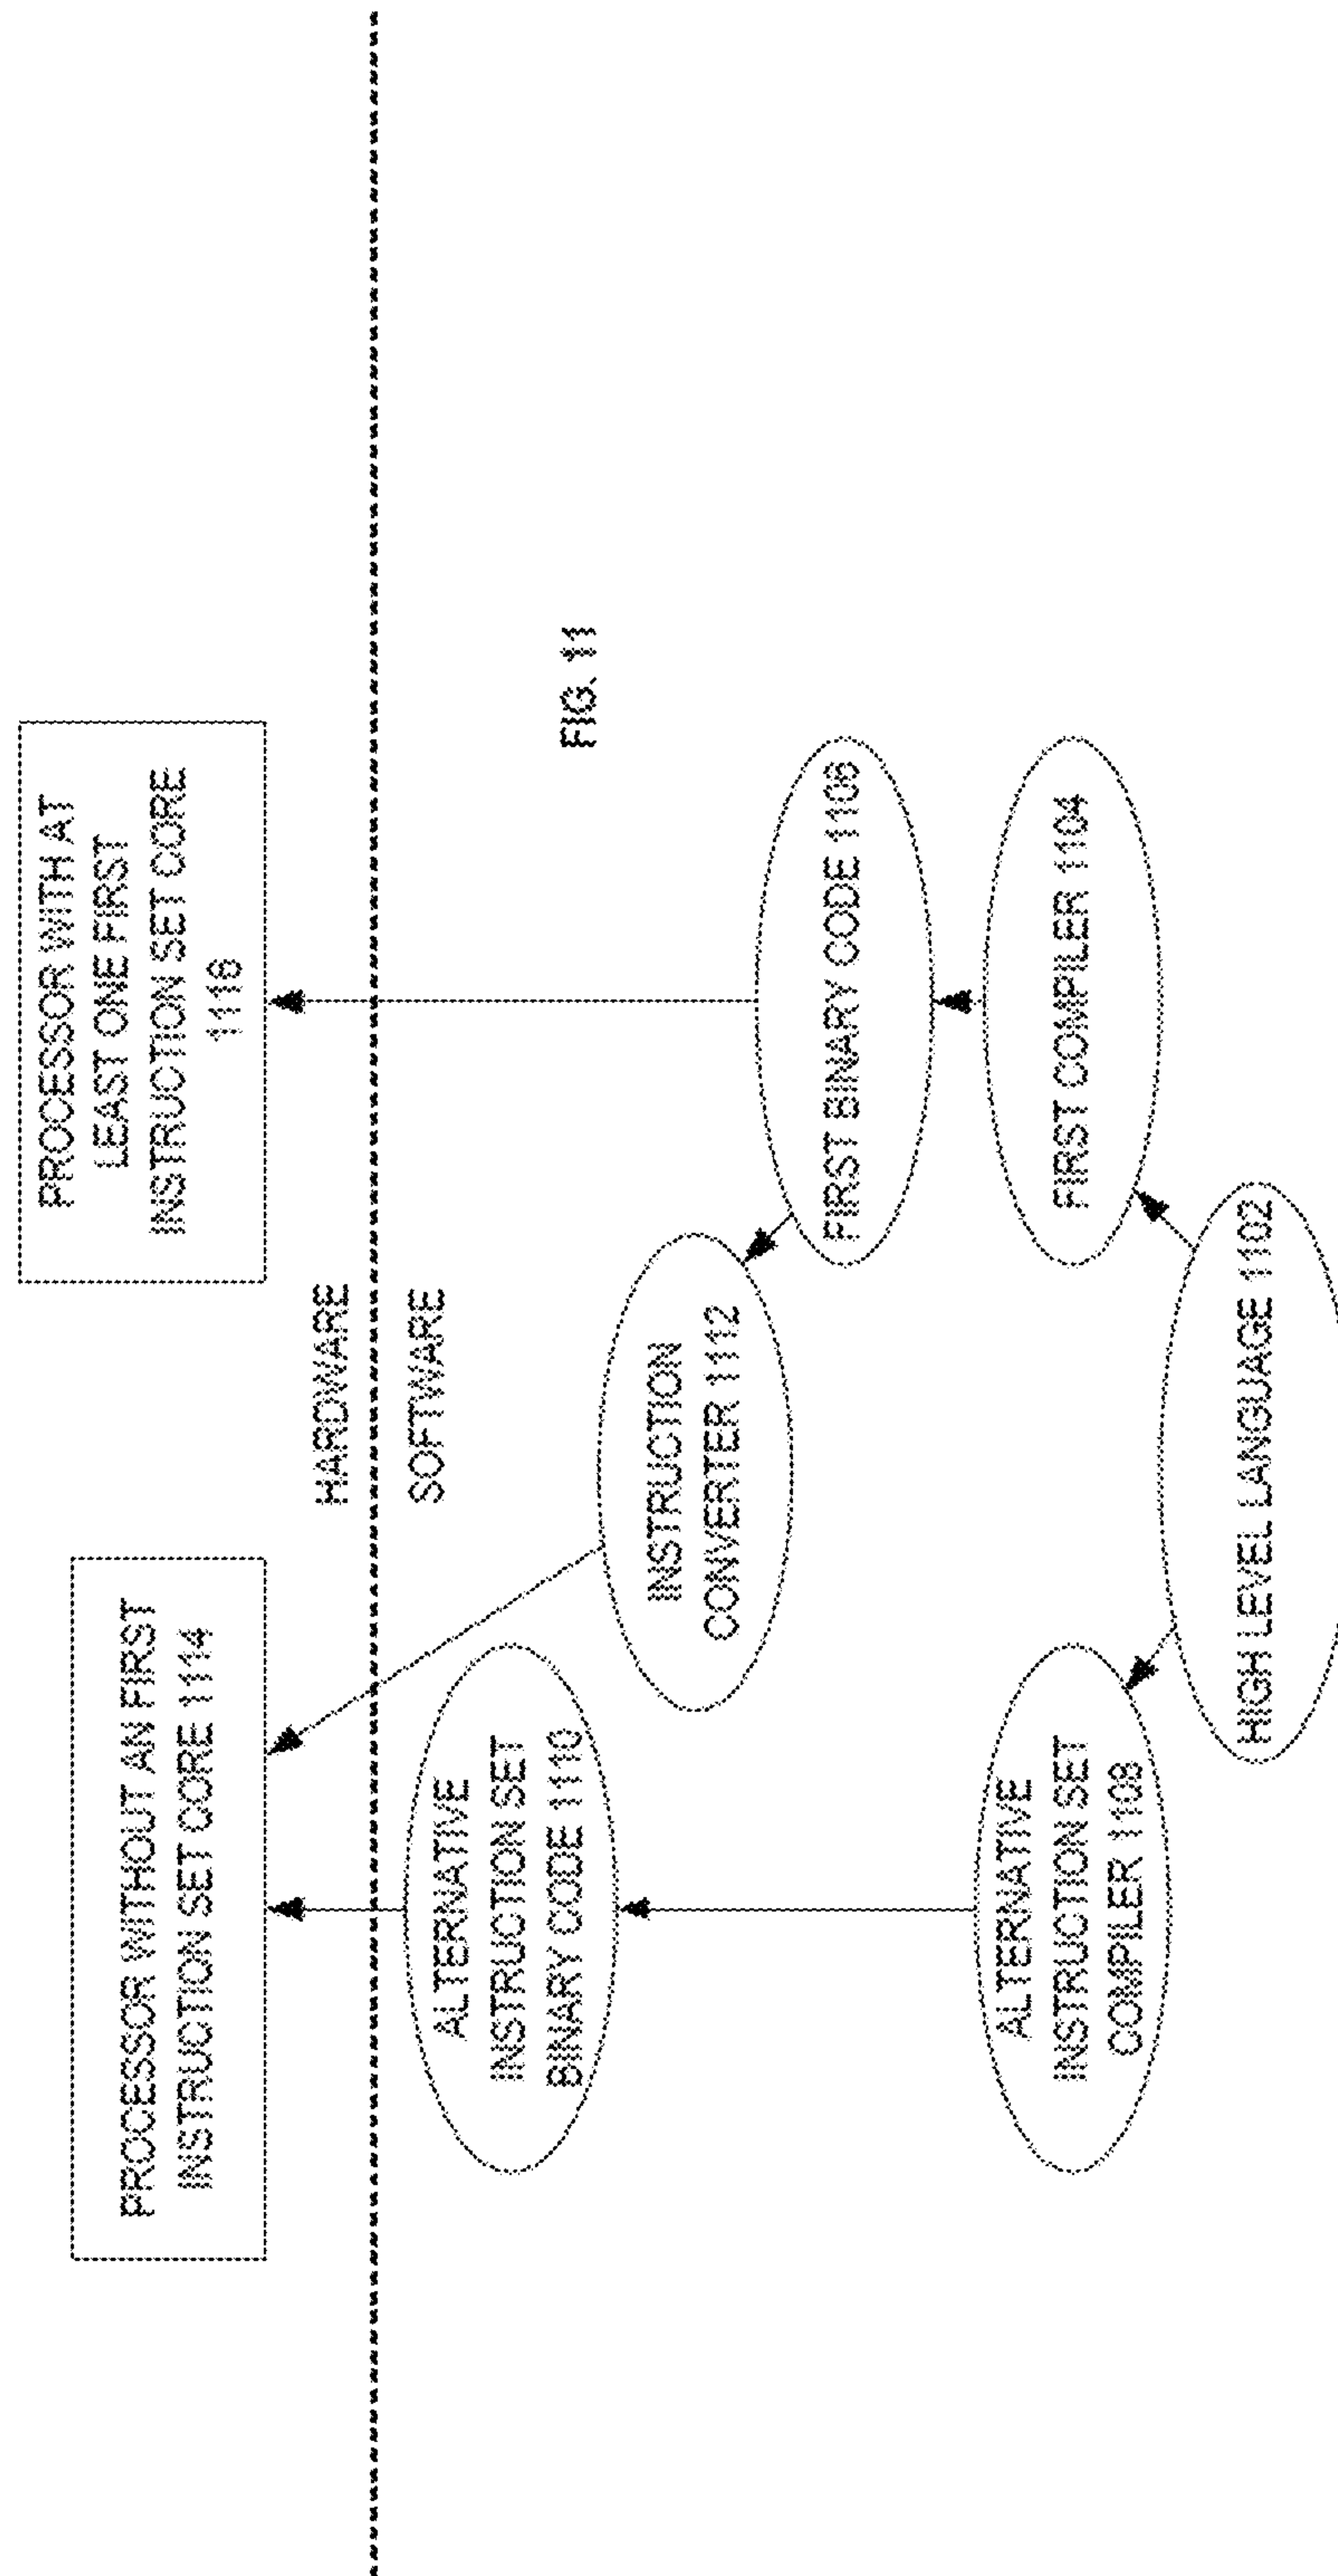 PROCESSOR WITHOUT AN FIRST
INSTRUCTION SET CORE 1114
PROCESSOR WITH AT
LEAST ONE FIRST
INSTRUCTION SET CORE
1116
HARDWARE
SOFTWARE
ALTERNATIVE
INSTRUCTION SET
BINARY CODE 1110
INSTRUCTION
CONVERTER 1112
FIG. 11
FIRST BINARY CODE 1106
ALTERNATIVE
INSTRUCTION SET
COMPILER 1108
FIRST COMPILER 1104
HIGH LEVEL LANGUAGE 1102